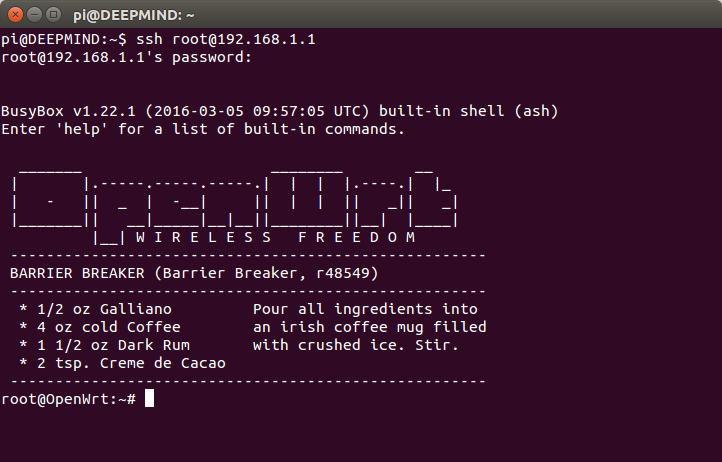 pi@DEEPMIND: ~
pi@DEEPMIND:~$ ssh root@192.168.1.1
root@192.168.1.1's password:
BusyBox v1.22.1 (2016-03-05 09:57:05 UTC) built-in shell (ash)
Enter 'help' for a list of built-in commands.
OpenWrt
W I R E L E S S   F R E E D O M
-----------------------------------------------------
BARRIER BREAKER (Barrier Breaker, r48549)
-----------------------------------------------------
* 1/2 oz Galliano         Pour all ingredients into
* 4 oz cold Coffee        an irish coffee mug filled
* 1 1/2 oz Dark Rum       with crushed ice. Stir.
* 2 tsp. Creme de Cacao
-----------------------------------------------------
root@OpenWrt:~#